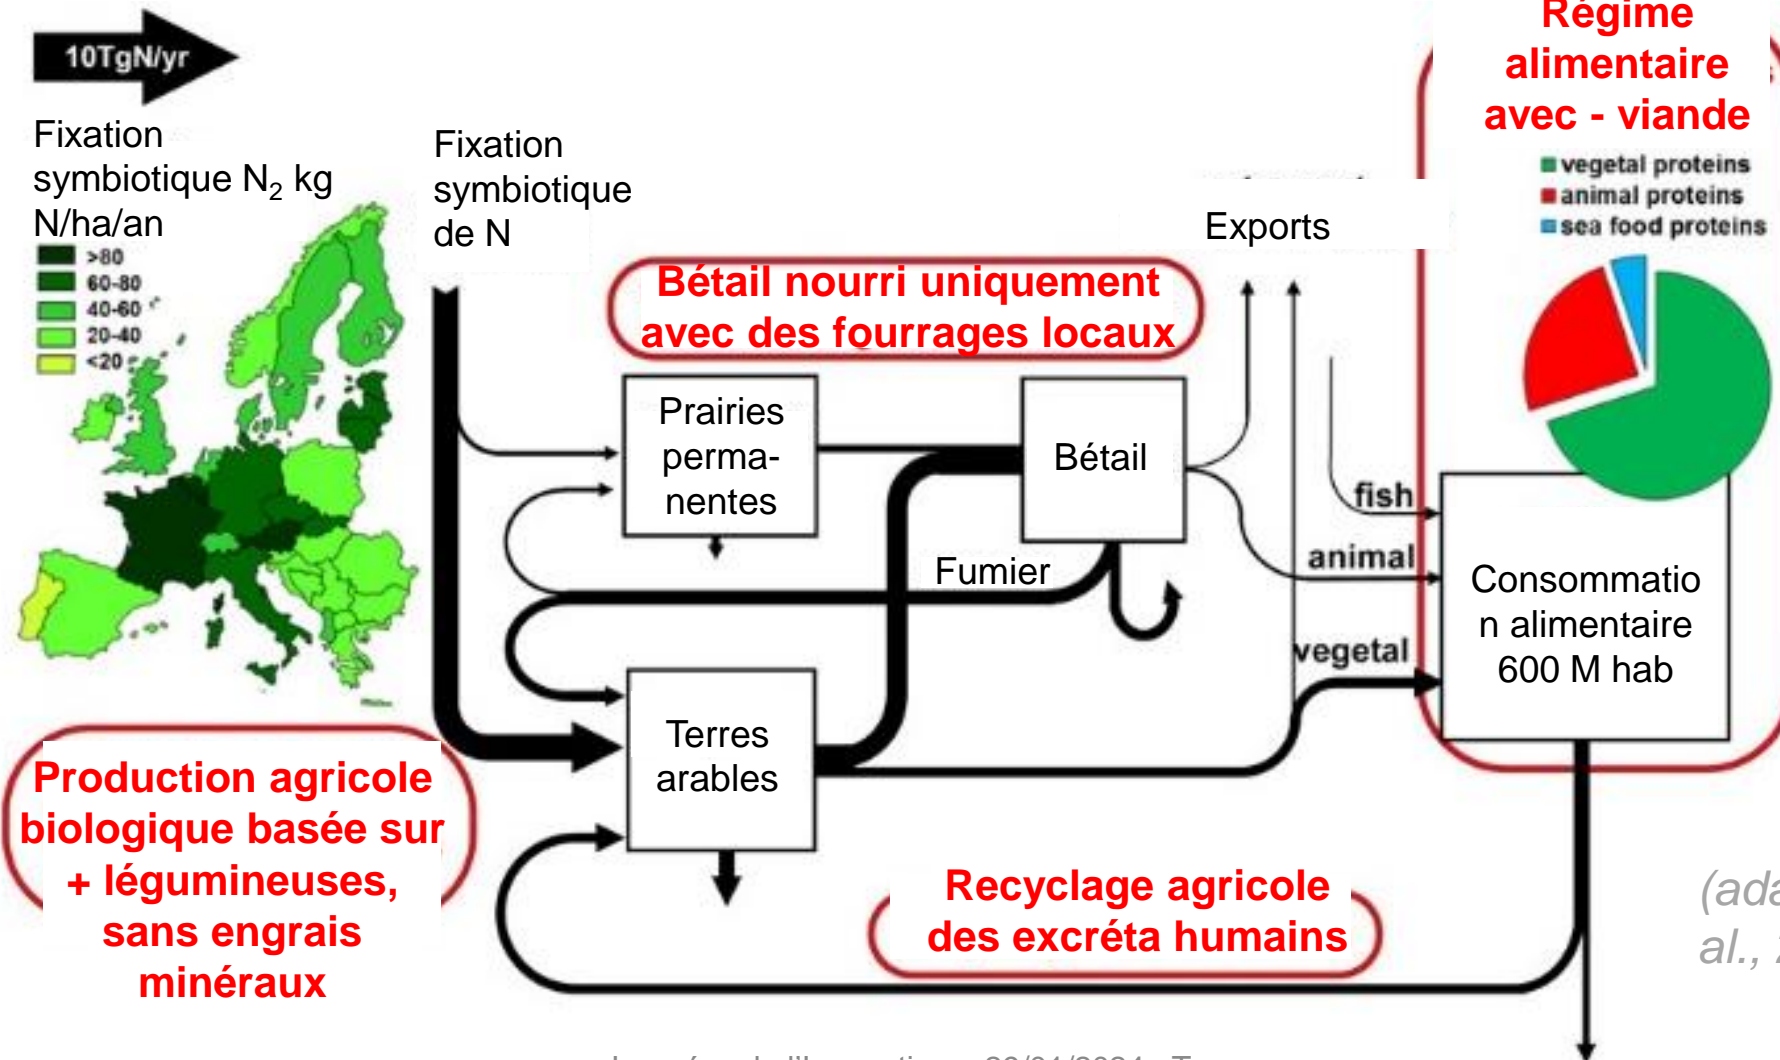 10TgN/yr
Fixation
symbiotique N₂ kg
N/ha/an
>80
60-80
40-60
20-40
<20
Fixation
symbiotique
de N
Exports
Régime
alimentaire
avec - viande
vegetal proteins
animal proteins
sea food proteins
Bétail nourri uniquement
avec des fourrages locaux
Prairies
perma-
nentes
Bétail
Fumier
fish
animal
vegetal
Consommatio
n alimentaire
600 M hab
Terres
arables
Production agricole
biologique basée sur
+ légumineuses,
sans engrais
minéraux
Recyclage agricole
des excréta humains
al.,